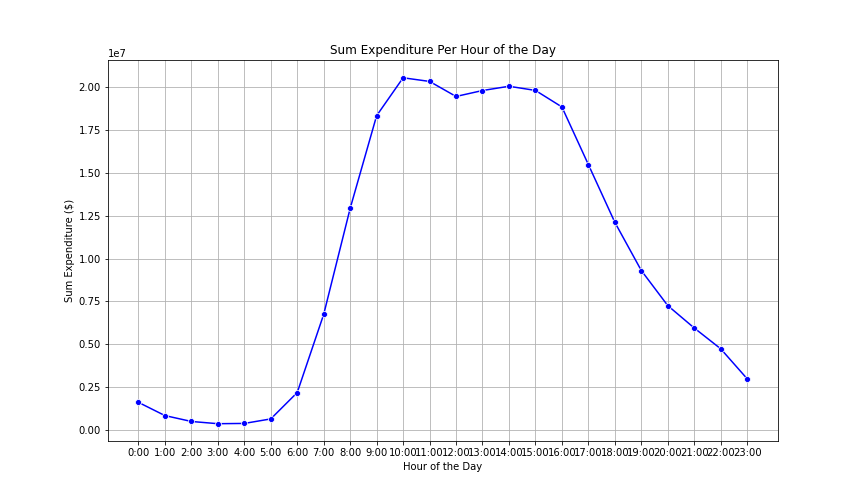 Sum Expenditure Per Hour of the Day
1e7
2.00
1.75
1.50
1.25
1.00
0.75
0.50
0.25
0.00
Sum Expenditure ($)
0:00 1:00 2:00 3:00 4:00 5:00 6:00 7:00 8:00 9:00 10:00 11:00 12:00 13:00 14:00 15:00 16:00 17:00 18:00 19:00 20:00 21:00 22:00 23:00
Hour of the Day